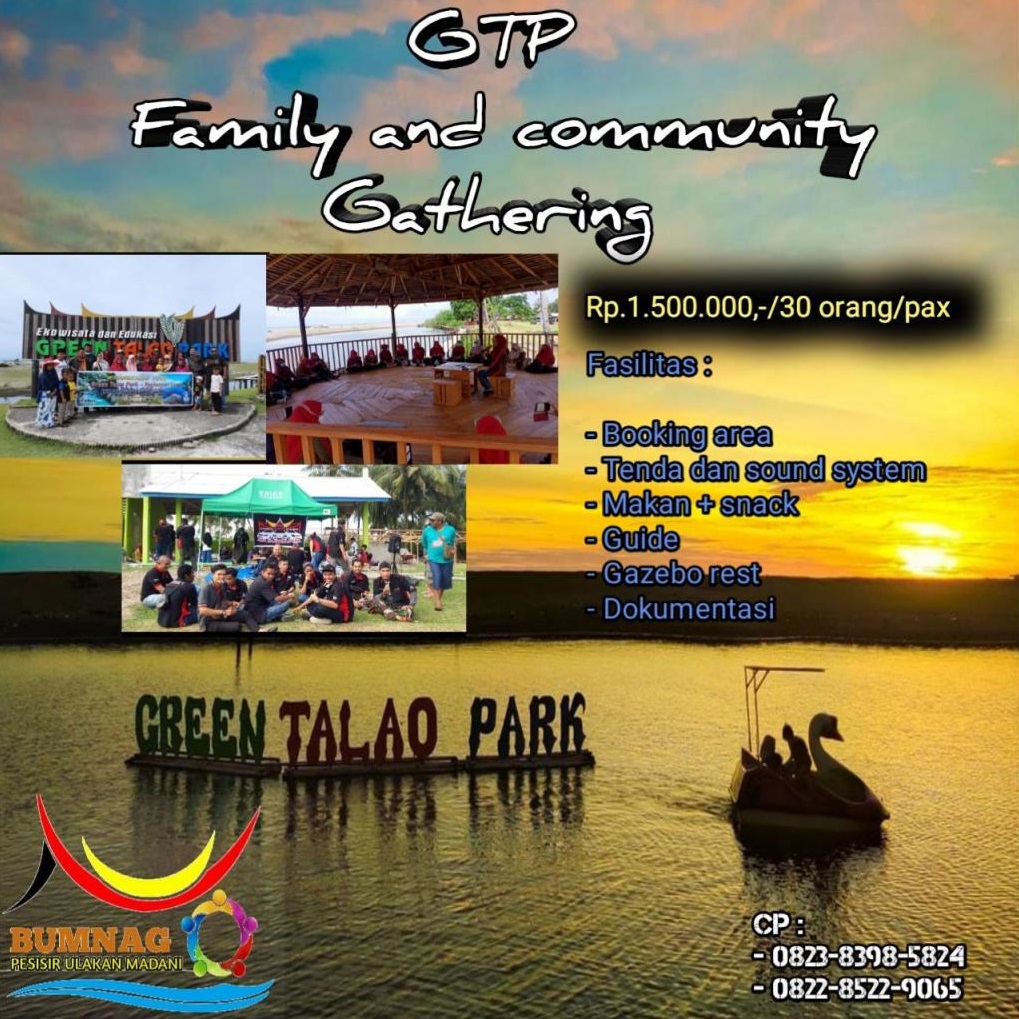 GTP
Family and community
Gathering
Ekowisata dan Edukasi
GREEN TALAO PARK
Rp.1.500.000,-/30 orang/pax
Fasilitas :
- Booking area
- Tenda dan sound system
- Makan + snack
- Guide
- Gazebo rest
- Dokumentasi
GREEN TALAO PARK
BUMNAG
PESISIR ULAKAN MADANI
CP :
- 0823-8398-5824
- 0822-8522-9065